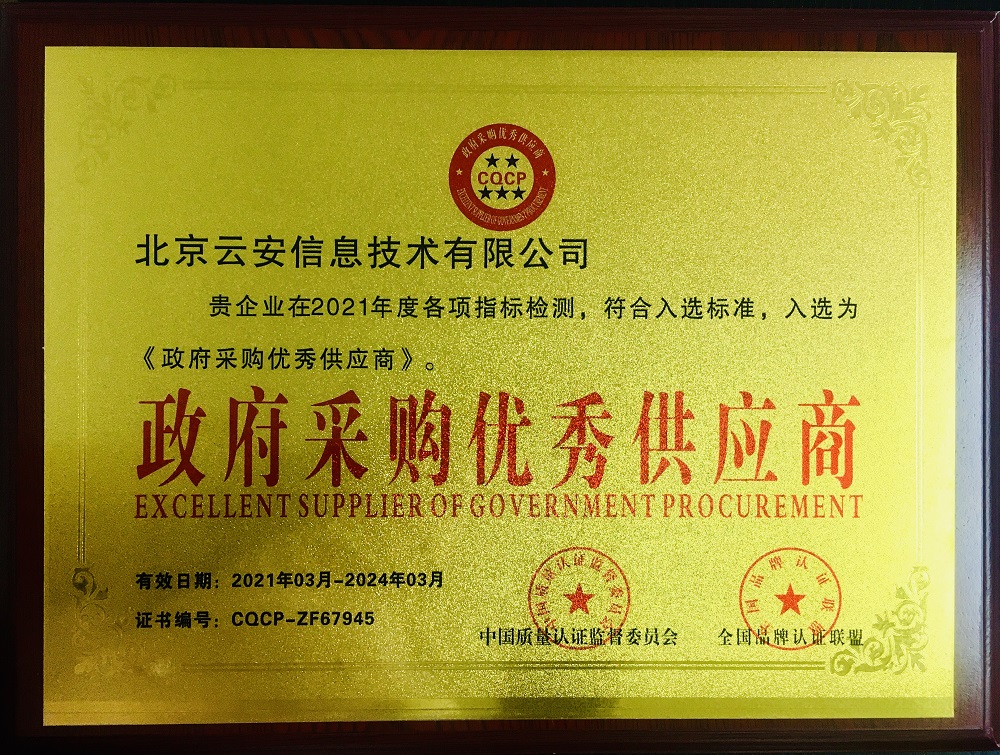 政府采购优秀供应商
CQCP
EXCELLENT SUPPLIER OF GOVERNMENT PROCUREMENT
北京云安信息技术有限公司
贵企业在2021年度各项指标检测，符合入选标准，入选为
《政府采购优秀供应商》。
政府采购优秀供应商
EXCELLENT SUPPLIER OF GOVERNMENT PROCUREMENT
有效日期：2021年03月-2024年03月
证书编号：CQCP-ZF67945
中国质量认证监督委员会
全国品牌认证联盟